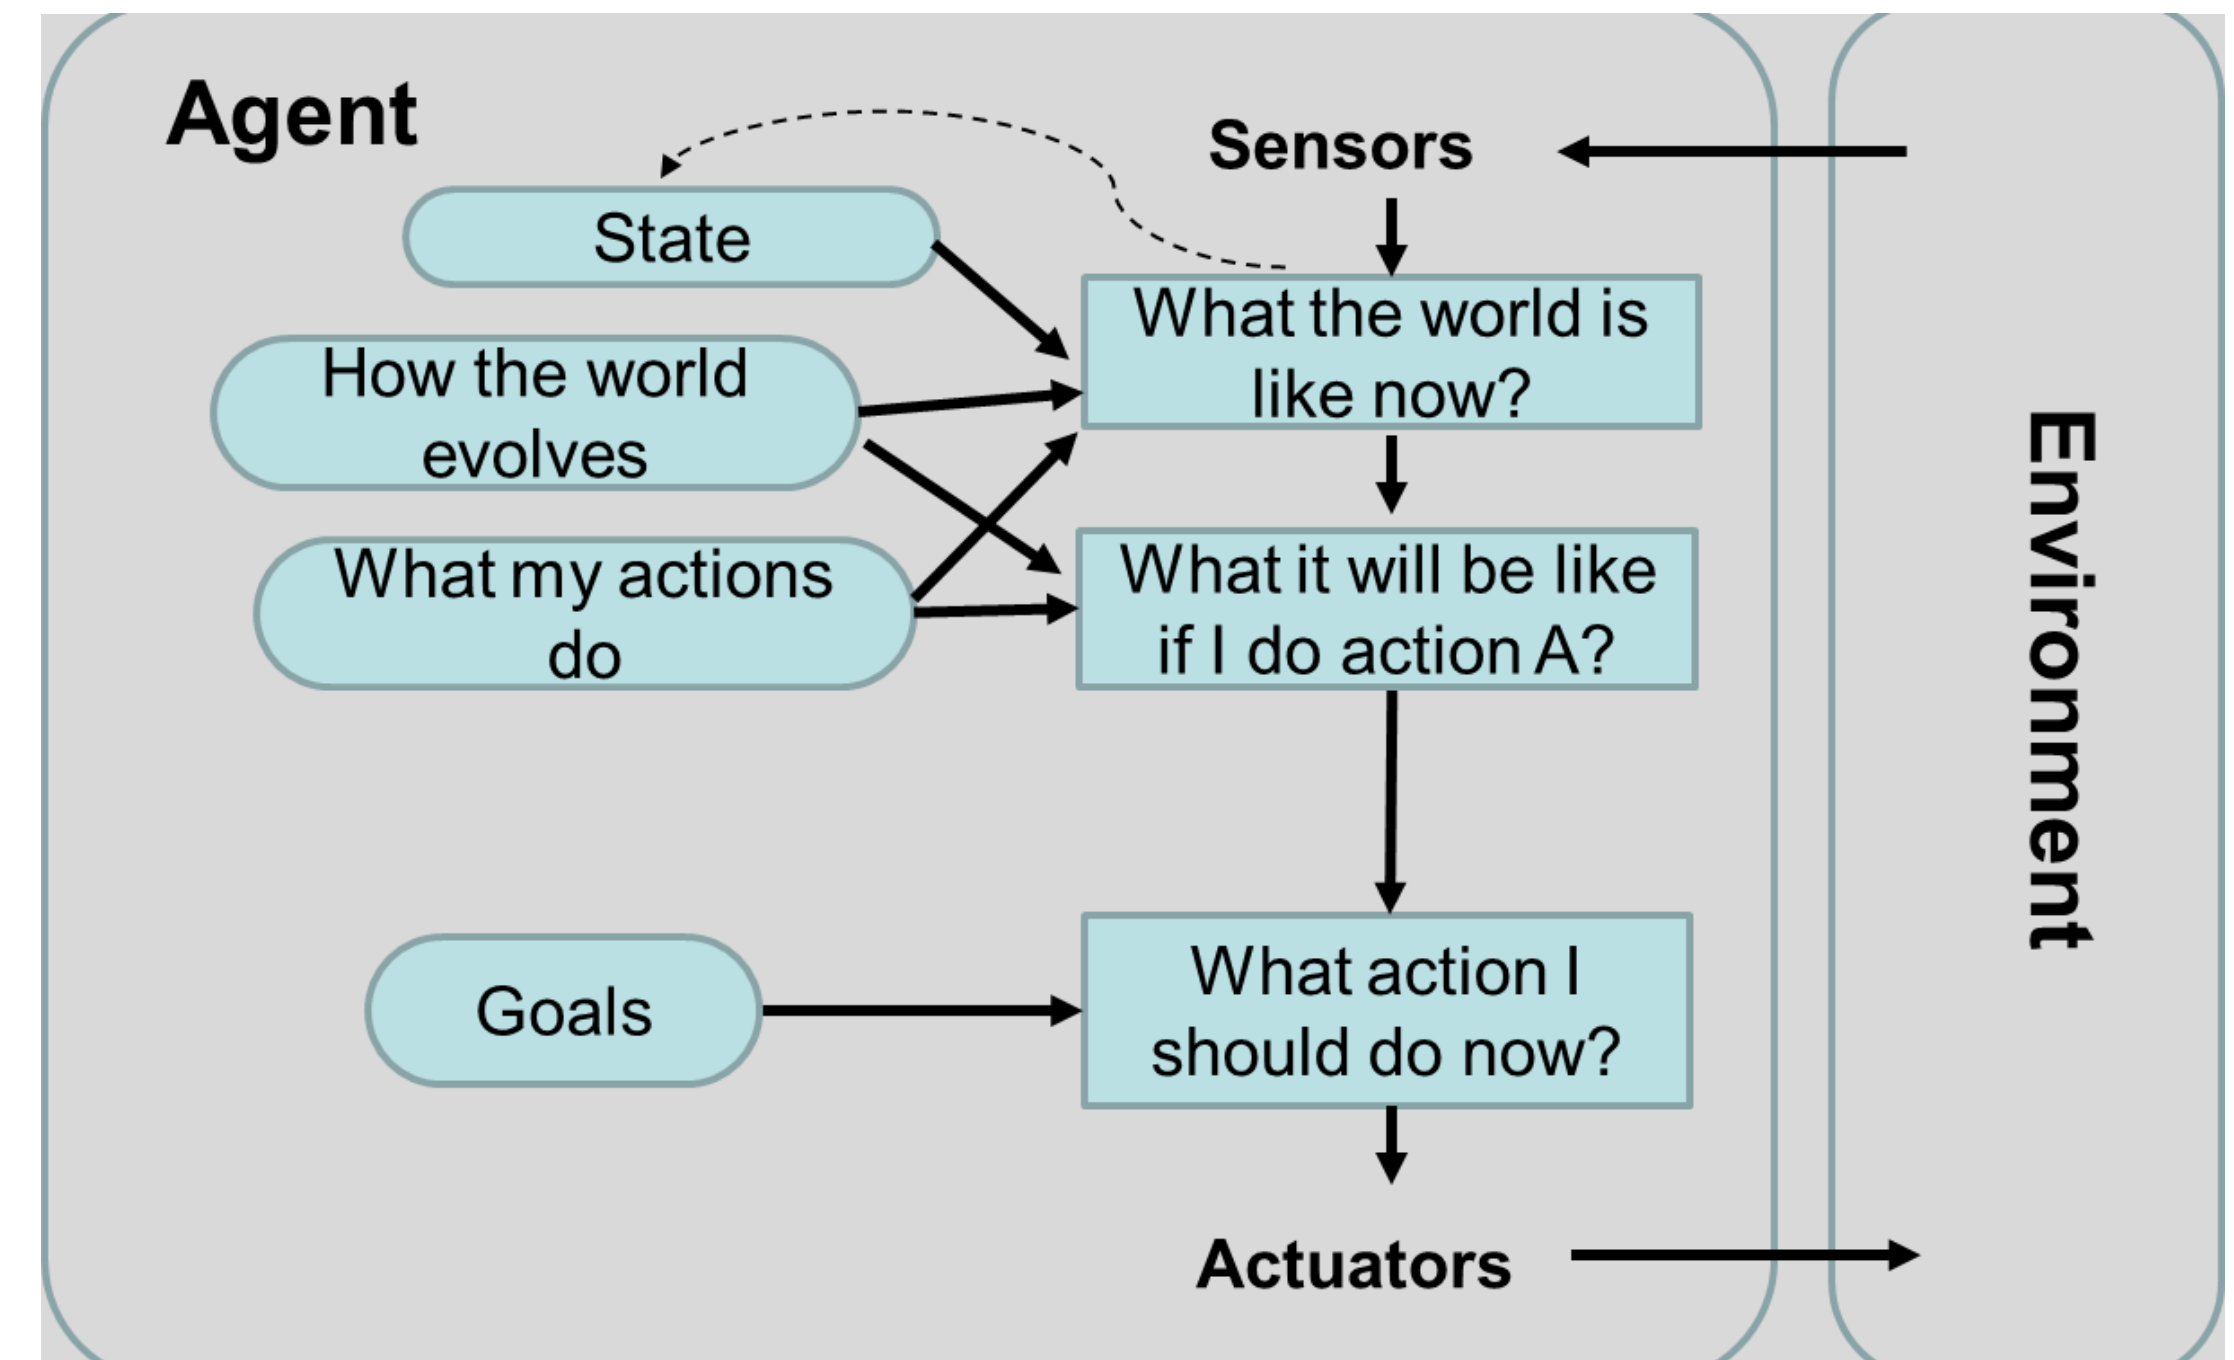 Agent
Sensors
State
What the world is
like now?
How the world
evolves
What my actions
do
What it will be like
if I do action A?
Goals
What action I
should do now?
Actuators
Environment